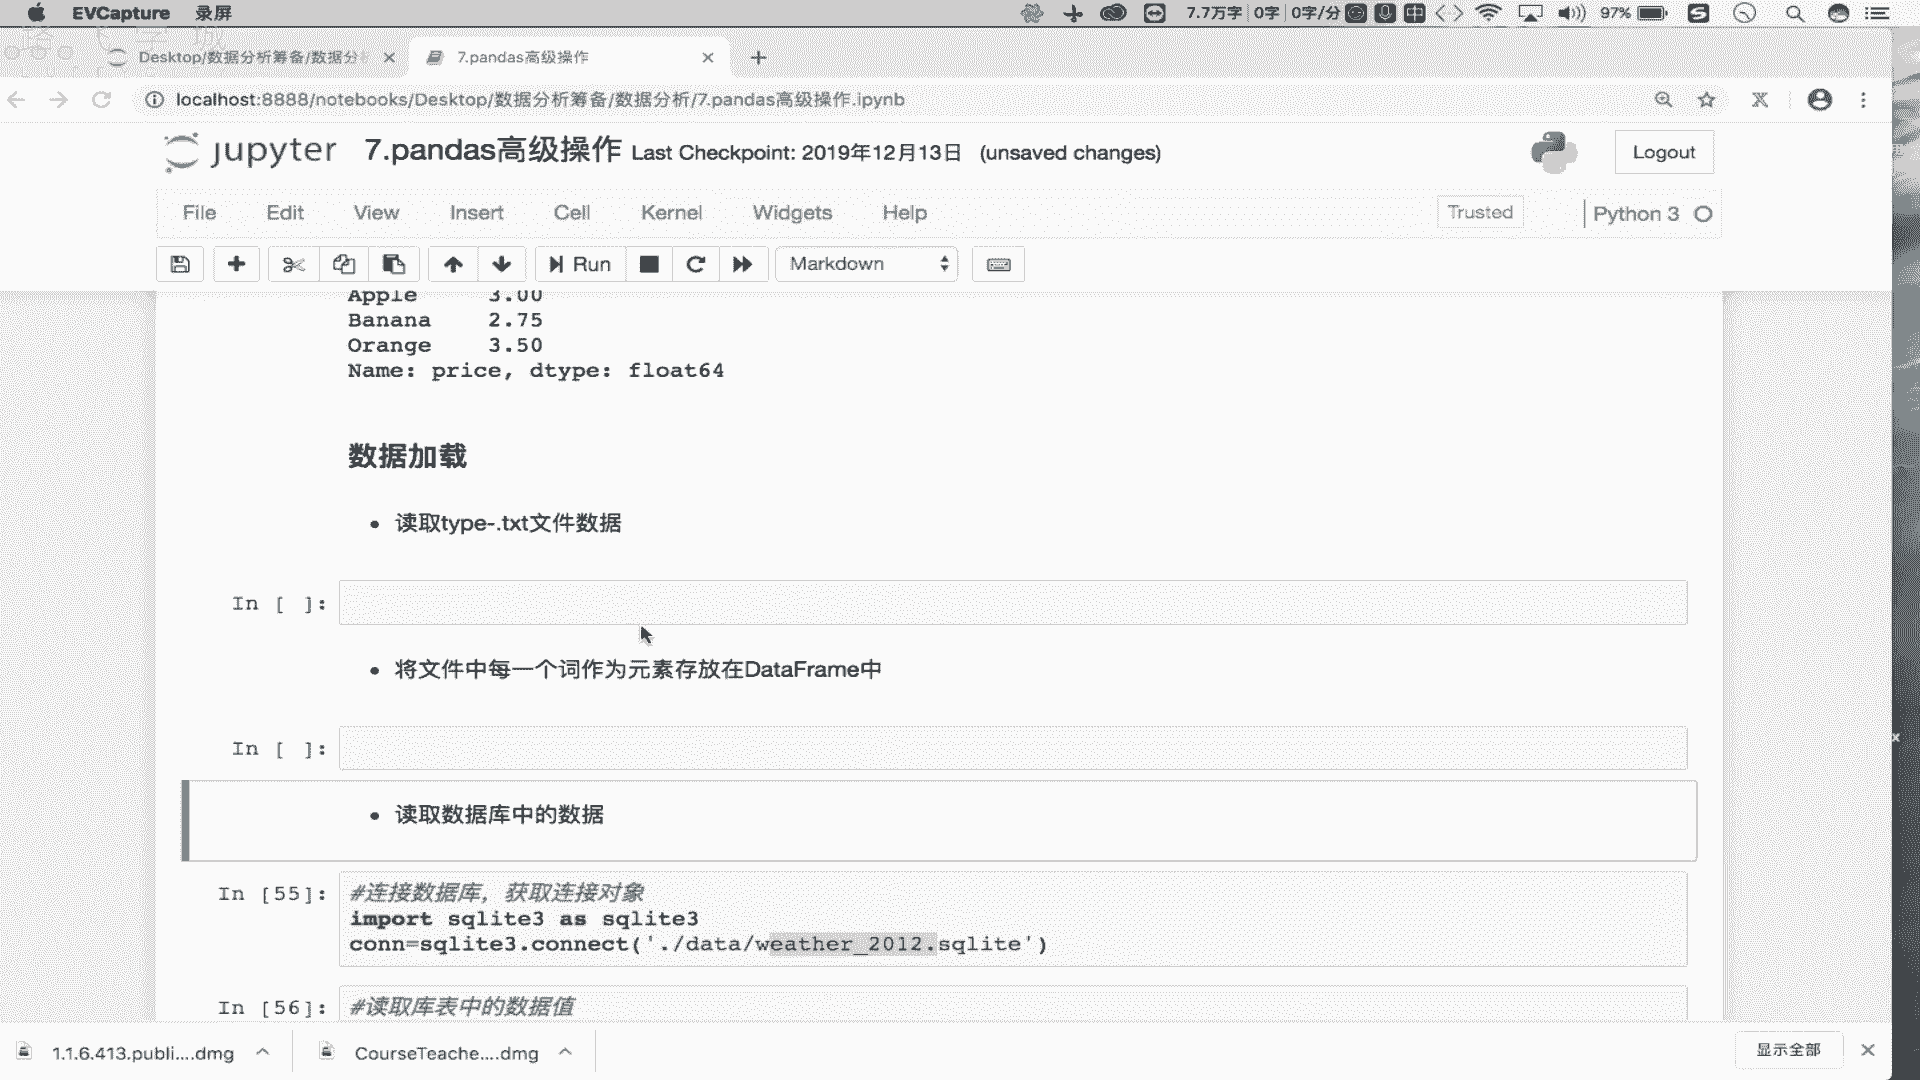 EVCapture 录屏 7.7万字 0字 0字/分 中 97%
Desktop/数据分析筹备/数据分 7.pandas高级操作
localhost:8888/notebooks/Desktop/数据分析筹备/数据分析/7.pandas高级操作.ipynb
jupyter 7.pandas高级操作 Last Checkpoint: 2019年12月13日 (unsaved changes) Logout
File Edit View Insert Cell Kernel Widgets Help Trusted Python 3
Run Markdown
Apple 3.00
Banana 2.75
Orange 3.50
Name: price, dtype: float64
数据加载
读取type-.txt文件数据
In [ ]:
将文件中每一个词作为元素存放在DataFrame中
In [ ]:
读取数据库中的数据
In [55]: #连接数据库，获取连接对象
import sqlite3 as sqlite3
conn=sqlite3.connect('./data/weather_2012.sqlite')
In [56]: #读取库表中的数据值
1.1.6.413.publi....dmg CourseTeache....dmg 显示全部